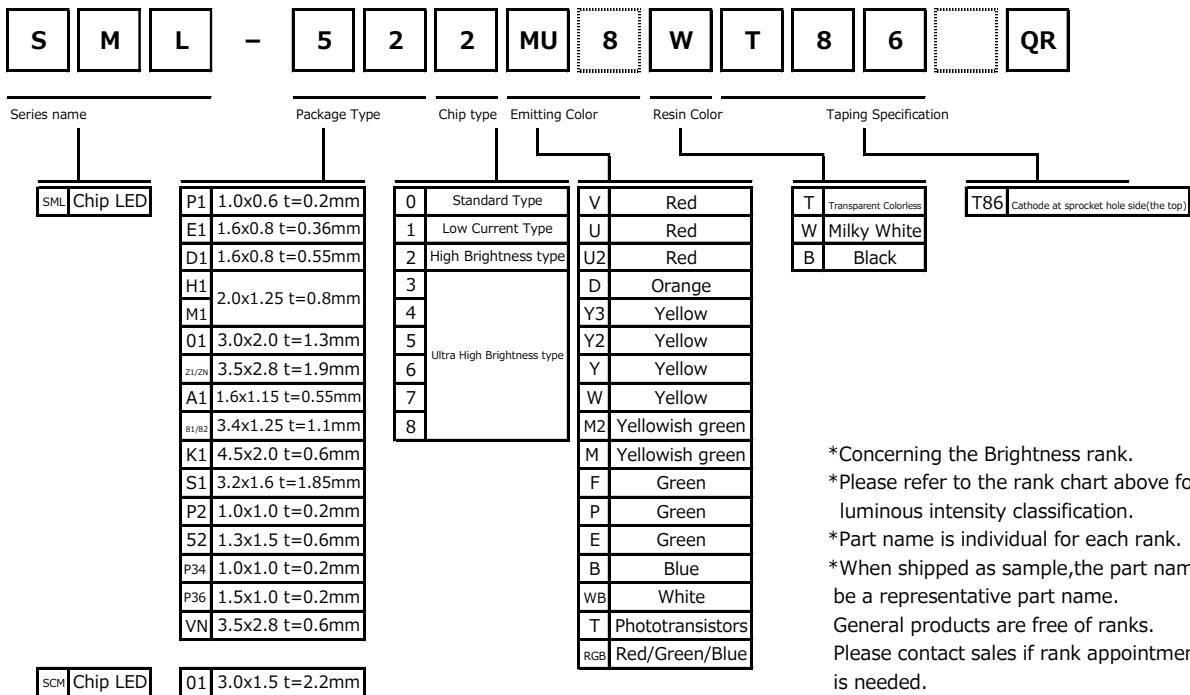 S M L – 5 2 2 MU 8 W T 8 6 QR
Series name Package Type Chip type Emitting Color Resin Color Taping Specification
SML Chip LED P1 1.0x0.6 t=0.2mm 0 Standard Type V Red T Transparent Colorless T86 Cathode at sprocket hole side(the top)
E1 1.6x0.8 t=0.36mm 1 Low Current Type U Red W Milky White
D1 1.6x0.8 t=0.55mm 2 High Brightness type U2 Red B Black
H1 2.0x1.25 t=0.8mm 3 Ultra High Brightness type D Orange
M1 4 Y3 Yellow
01 3.0x2.0 t=1.3mm 5 Y2 Yellow
Z1/ZN 3.5x2.8 t=1.9mm 6 Y Yellow
A1 1.6x1.15 t=0.55mm 7 W Yellow
81/82 3.4x1.25 t=1.1mm 8 M2 Yellowish green
K1 4.5x2.0 t=0.6mm M Yellowish green *Concerning the Brightness rank.
S1 3.2x1.6 t=1.85mm F Green *Please refer to the rank chart above fo
P2 1.0x1.0 t=0.2mm P Green luminous intensity classification.
52 1.3x1.5 t=0.6mm E Green *Part name is individual for each rank.
P34 1.0x1.0 t=0.2mm B Blue *When shipped as sample,the part nam
P36 1.5x1.0 t=0.2mm WB White be a representative part name.
VN 3.5x2.8 t=0.6mm T Phototransistors General products are free of ranks.
RGB Red/Green/Blue Please contact sales if rank appointmen
SCM Chip LED 01 3.0x1.5 t=2.2mm is needed.